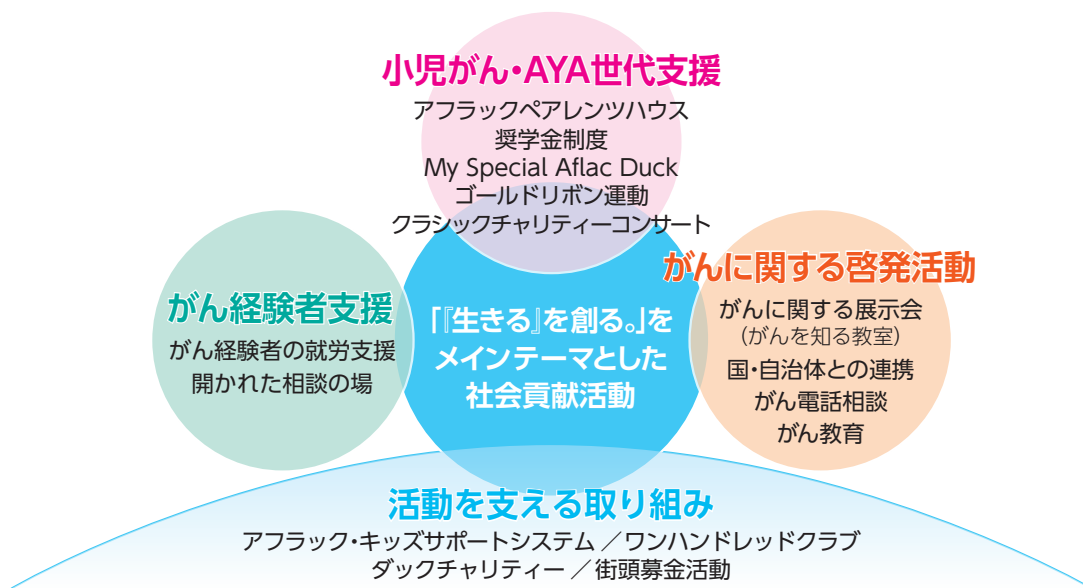 小児がん・AYA世代支援
アフラックペアレンツハウス
奨学金制度
My Special Aflac Duck
ゴールドリボン運動
クラシックチャリティーコンサート
がん経験者支援
がん経験者の就労支援
開かれた相談の場
「『生きる』を創る。」を
メインテーマとした
社会貢献活動
がんに関する啓発活動
がんに関する展示会
(がんを知る教室)
国・自治体との連携
がん電話相談
がん教育
活動を支える取り組み
アフラック・キッズサポートシステム ／ワンハンドレッドクラブ
ダックチャリティー ／ 街頭募金活動